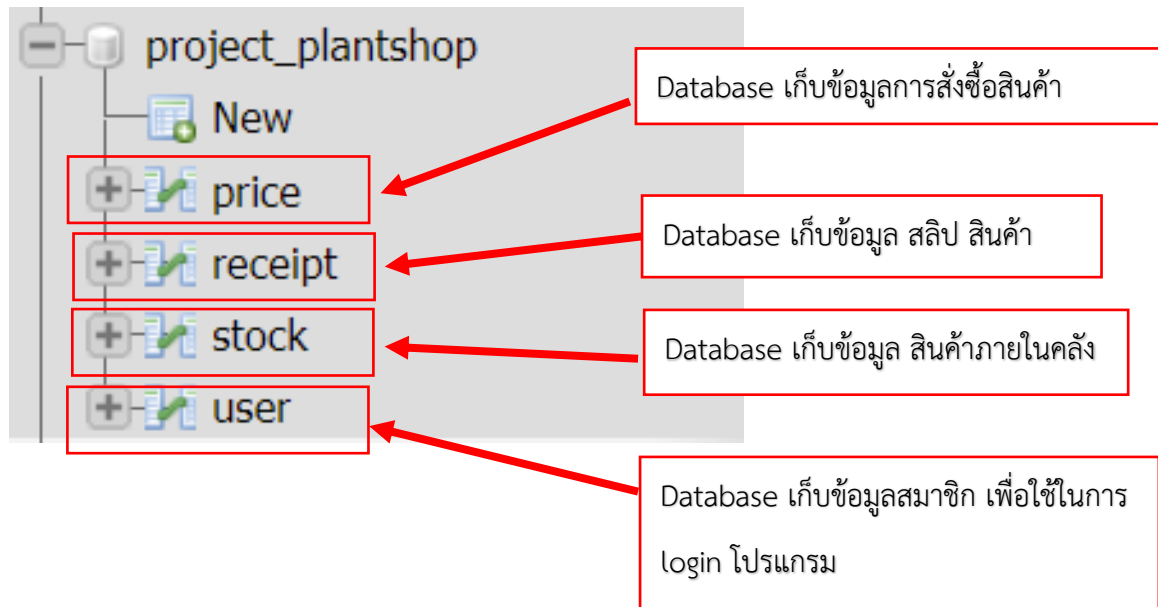 project_plantshop
New
price
receipt
stock
user
Database เก็บข้อมูลการสั่งซื้อสินค้า
Database เก็บข้อมูล สลิป สินค้า
Database เก็บข้อมูล สินค้าภายในคลัง
Database เก็บข้อมูลสมาชิก เพื่อใช้ในการ
login โปรแกรม